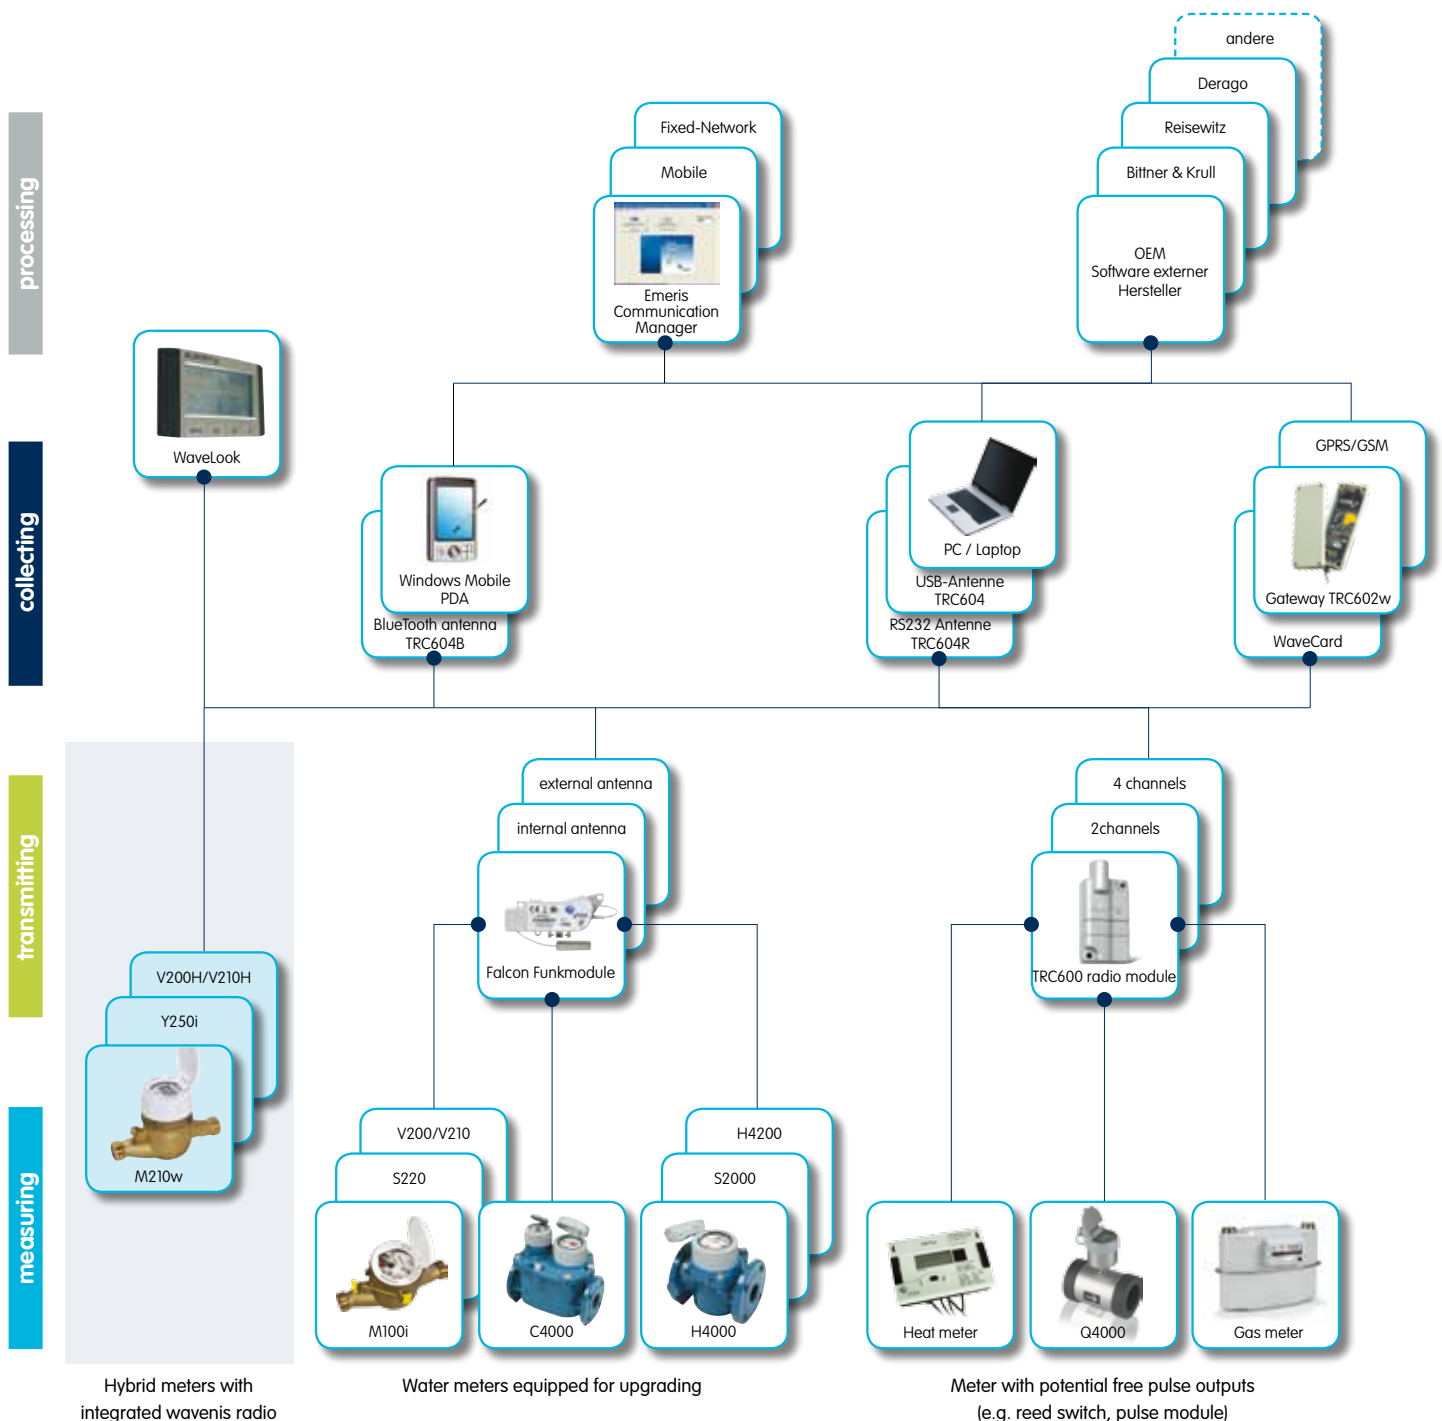 andere
Derago
Fixed-Network
Reisewitz
Mobile
Bittner & Krull
processing
Emeris
Communication
Manager
OEM
Software externer
Hersteller
WaveLook
collecting
GPRS/GSM
PC / Laptop
Windows Mobile
PDA
BlueTooth antenna
TRC604B
USB-Antenne
TRC604
RS232 Antenne
TRC604R
Gateway TRC602w
WaveCard
transmitting
external antenna
internal antenna
Falcon Funkmodule
4 channels
2channels
TRC600 radio module
V200H/V210H
Y250i
M210w
measuring
V200/V210
S220
M100i
C4000
H4200
S2000
H4000
Heat meter
Q4000
Gas meter
Hybrid meters with
integrated wavenis radio
Water meters equipped for upgrading
Meter with potential free pulse outputs
(e.g. reed switch, pulse module)